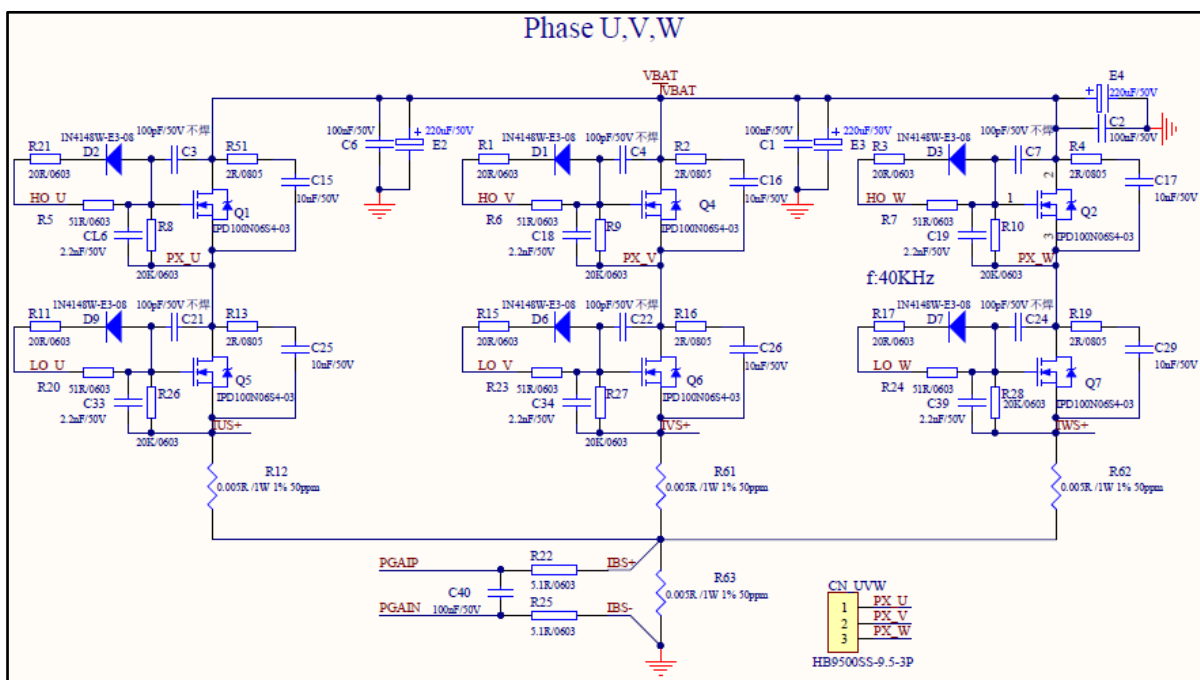 Phase U,V,W
VBAT
VBAT
E4
220uF/50V
C2
100nF/50V
1N4148W-E3-08 100pF/50V 不焊
R21 D2 C3 R51
20R/0603 2R/0805
C15
10nF/50V
HO_U
R5 51R/0603
CL6 R8
2.2nF/50V
Q1
IPD100N06S4-03
PX_U
20K/0603
100nF/50V
C6
220uF/50V
E2
1N4148W-E3-08 100pF/50V 不焊
R1 D1 C4 R2
20R/0603 2R/0805
C16
10nF/50V
HO_V
R6 51R/0603
C18 R9
2.2nF/50V
Q4
IPD100N06S4-03
PX_V
20K/0603
100nF/50V
C1
220uF/50V
E3
1N4148W-E3-08 100pF/50V 不焊
R3 D3 C7 R4
20R/0603 2R/0805
C17
10nF/50V
HO_W
R7 51R/0603
C19 R10
2.2nF/50V
1
2
3
Q2
IPD100N06S4-03
PX_W
20K/0603
f:40KHz
1N4148W-E3-08 100pF/50V 不焊
R11 D9 C21 R13
20R/0603 2R/0805
C25
10nF/50V
LO_U
R20 51R/0603
C33 R26
2.2nF/50V
Q5
IPD100N06S4-03
IUS+
20K/0603
1N4148W-E3-08 100pF/50V 不焊
R15 D6 C22 R16
20R/0603 2R/0805
C26
10nF/50V
LO_V
R23 51R/0603
C34 R27
2.2nF/50V
Q6
IPD100N06S4-03
IVS+
20K/0603
1N4148W-E3-08 100pF/50V 不焊
R17 D7 C24 R19
20R/0603 2R/0805
C29
10nF/50V
LO_W
R24 51R/0603
C39 R28
20K/0603
2.2nF/50V
Q7
IPD100N06S4-03
IWS+
R12
0.005R /1W 1% 50ppm
R61
0.005R /1W 1% 50ppm
R62
0.005R /1W 1% 50ppm
PGAIP R22 IBS+
5.1R/0603
C40
100nF/50V
PGAIN R25 IBS-
5.1R/0603
R63
0.005R /1W 1% 50ppm
CN_UVW
1 PX_U
2 PX_V
3 PX_W
HB9500SS-9.5-3P